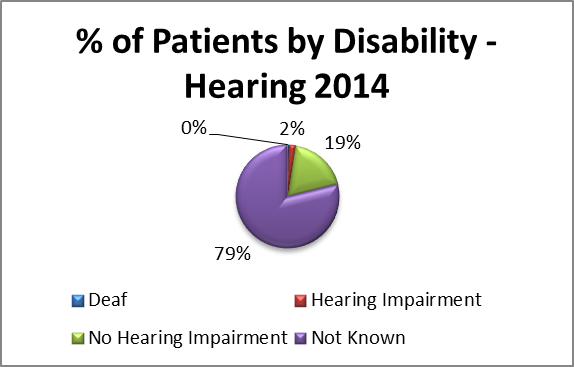 % of Patients by Disability -
Hearing 2014
0%
2%
19%
79%
Deaf
Hearing Impairment
No Hearing Impairment
Not Known